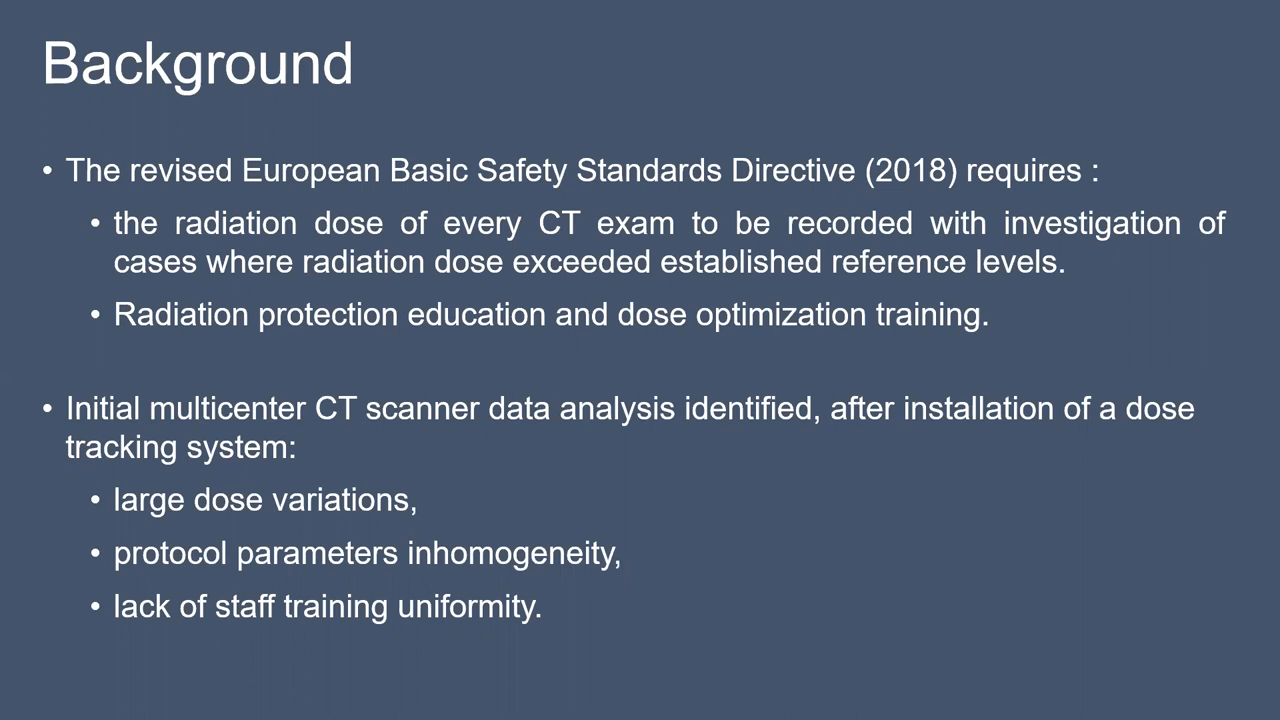 Background
• The revised European Basic Safety Standards Directive (2018) requires :
• the radiation dose of every CT exam to be recorded with investigation of
cases where radiation dose exceeded established reference levels.
• Radiation protection education and dose optimization training.
• Initial multicenter CT scanner data analysis identified, after installation of a dose
tracking system:
• large dose variations,
• protocol parameters inhomogeneity,
• lack of staff training uniformity.